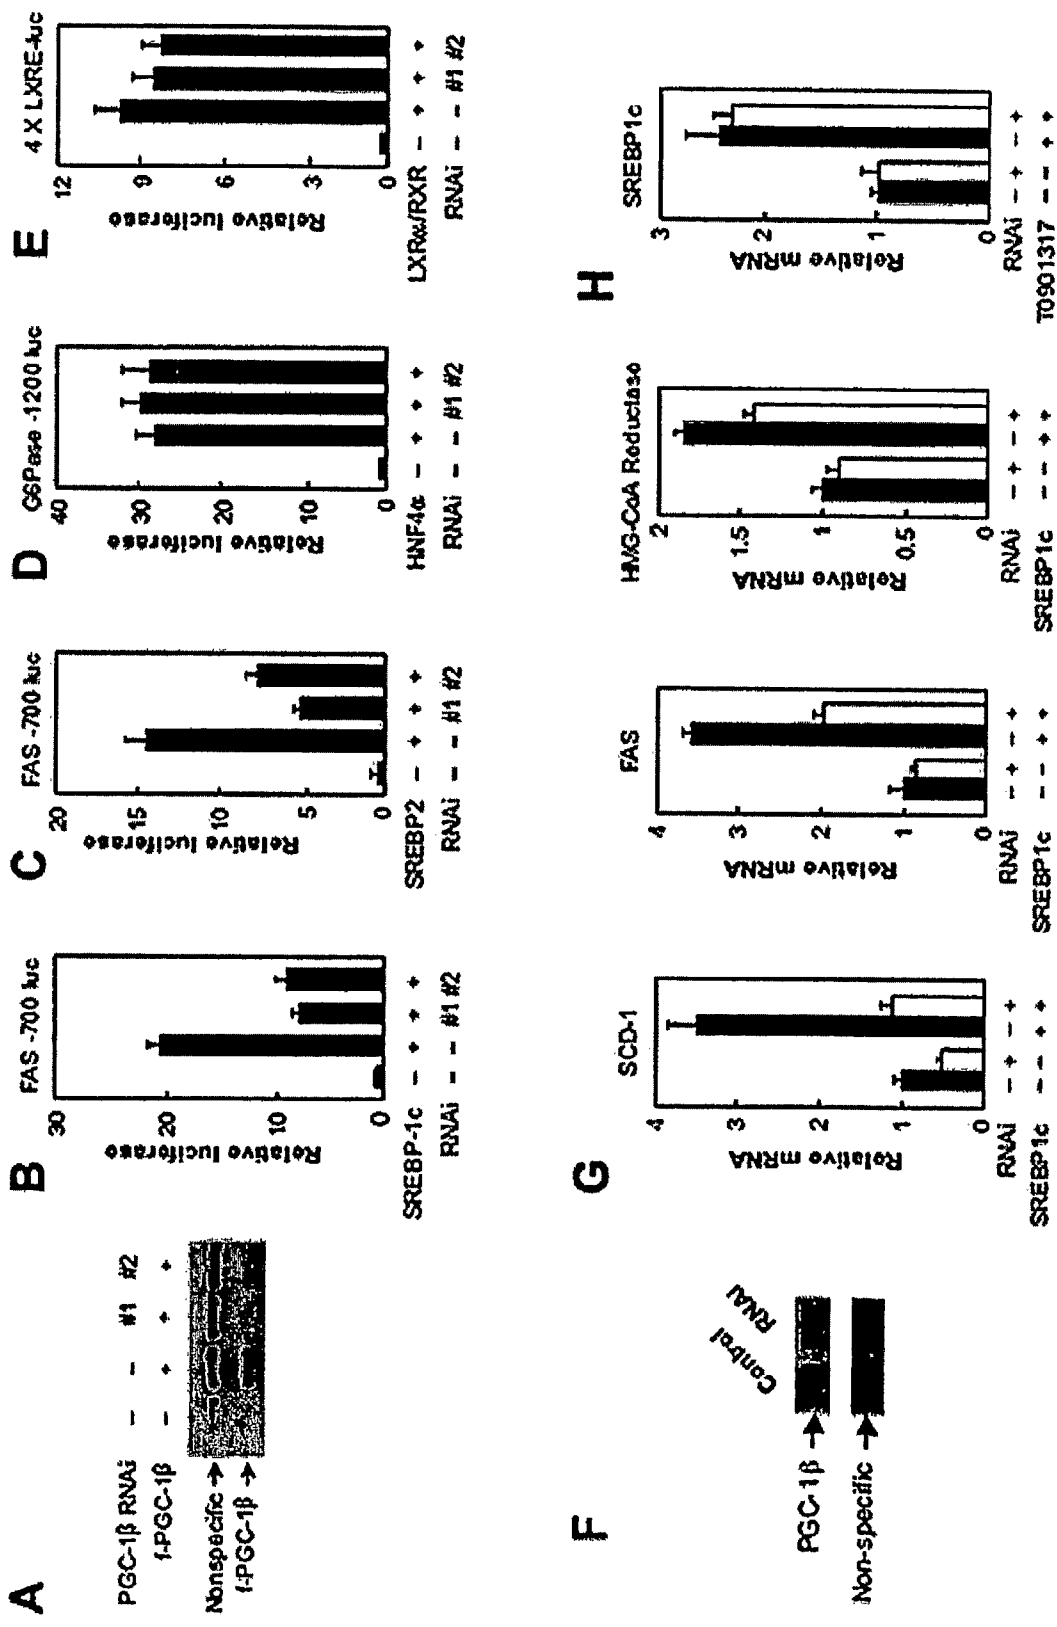 A
PGC-1β RNAi − − #1 #2
f-PGC-1β − + + +
Nonspecific →
f-PGC-1β →
B
FAS -700 luc
Relative luciferase
30
20
10
0
SREBP-1c − + + +
RNAi − − #1 #2
C
FAS -700 luc
Relative luciferase
20
15
10
5
0
SREBP2 − + + +
RNAi − − #1 #2
D
G6Pase -1200 luc
Relative luciferase
40
30
20
10
0
HNF4α − + + +
RNAi − − #1 #2
E
4 X LXRE-luc
Relative luciferase
12
9
6
3
0
LXRα/RXR − + + +
RNAi − − #1 #2
F
Control
RNAi
PGC-1β →
Non-specific →
G
SCD-1
Relative mRNA
4
3
2
1
0
RNAi − + − +
SREBP1c − − + +
FAS
Relative mRNA
4
3
2
1
0
RNAi − + − +
SREBP1c − − + +
HMG-CoA Reductase
Relative mRNA
2
1.5
1
0.5
0
RNAi − + − +
SREBP1c − − + +
H
SREBP1c
Relative mRNA
3
2
1
0
RNAi − + − +
T0901317 − − + +